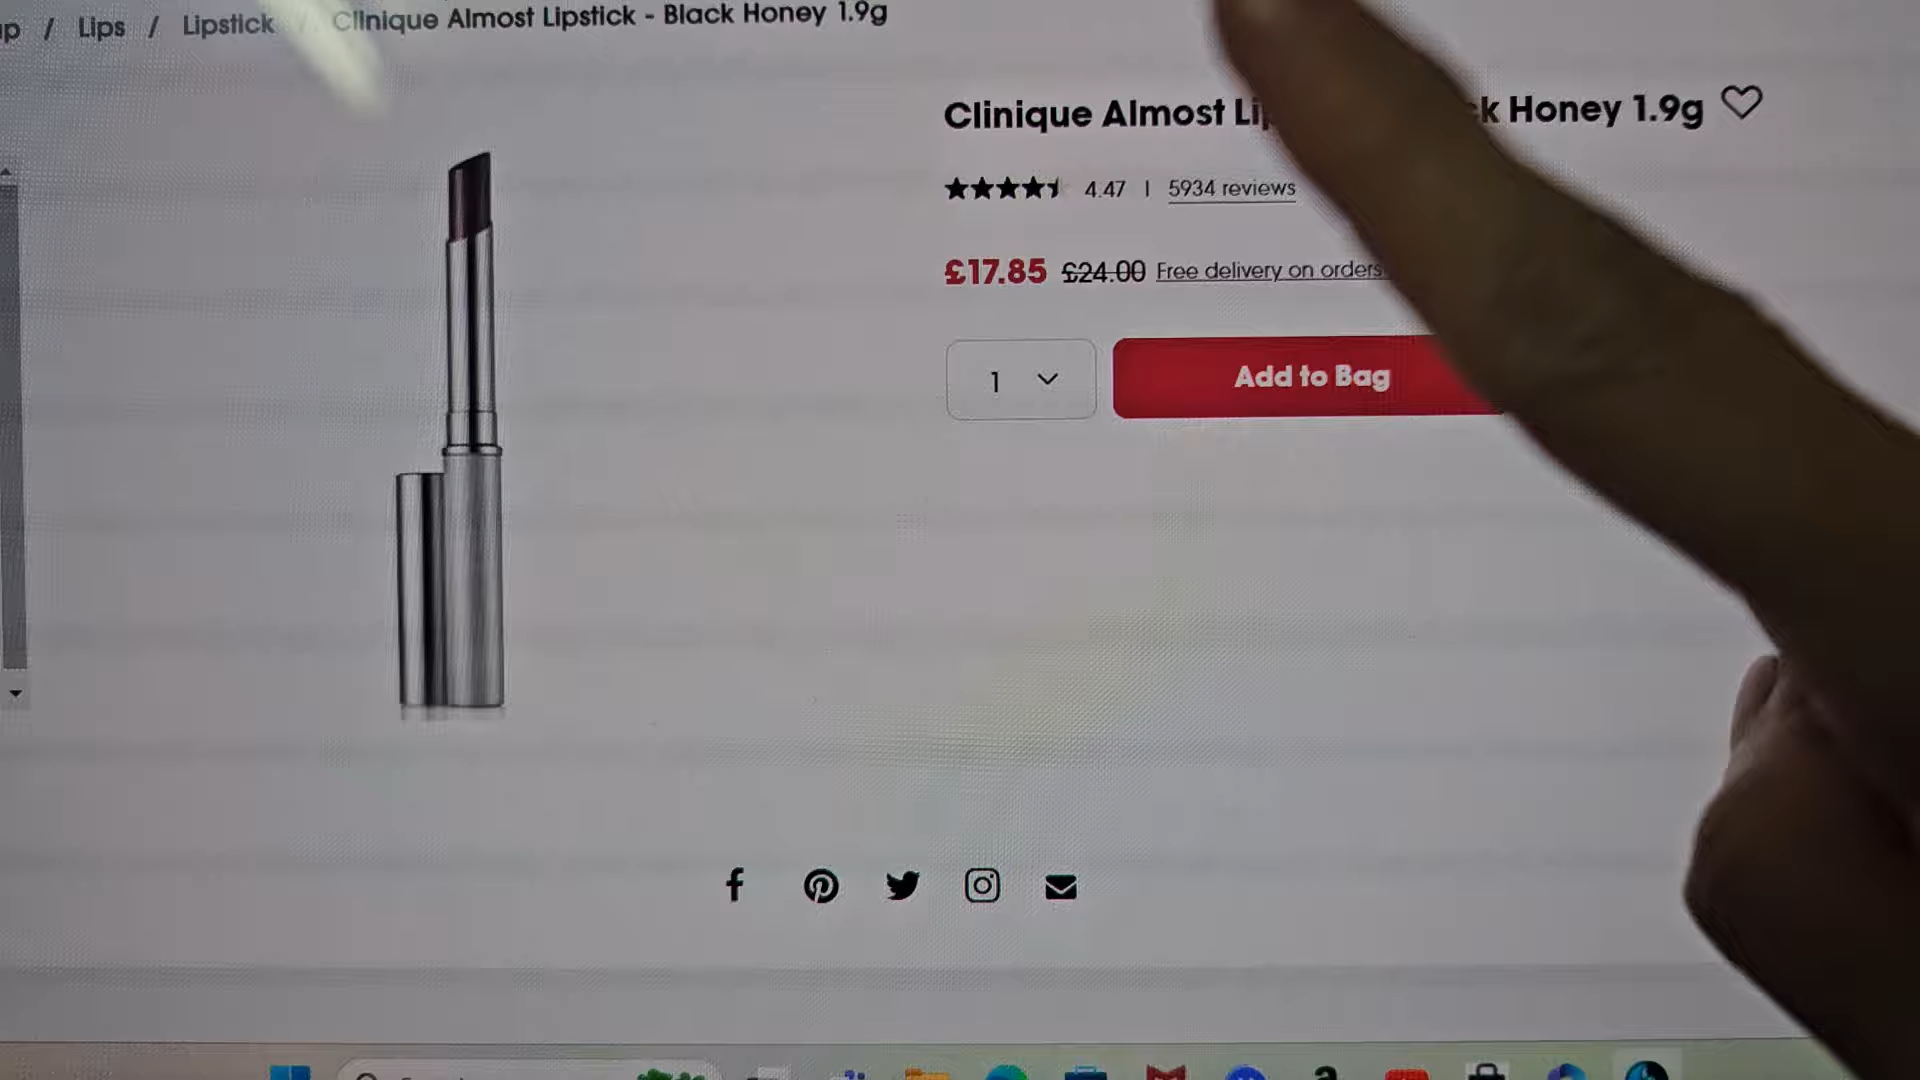 / Lips / Lipstick / Clinique Almost Lipstick - Black Honey 1.9g
Clinique Almost Honey 1.9g
4.47 | 5934 reviews
£17.85 £24.00 Free delivery on orders
1 Add to Bag